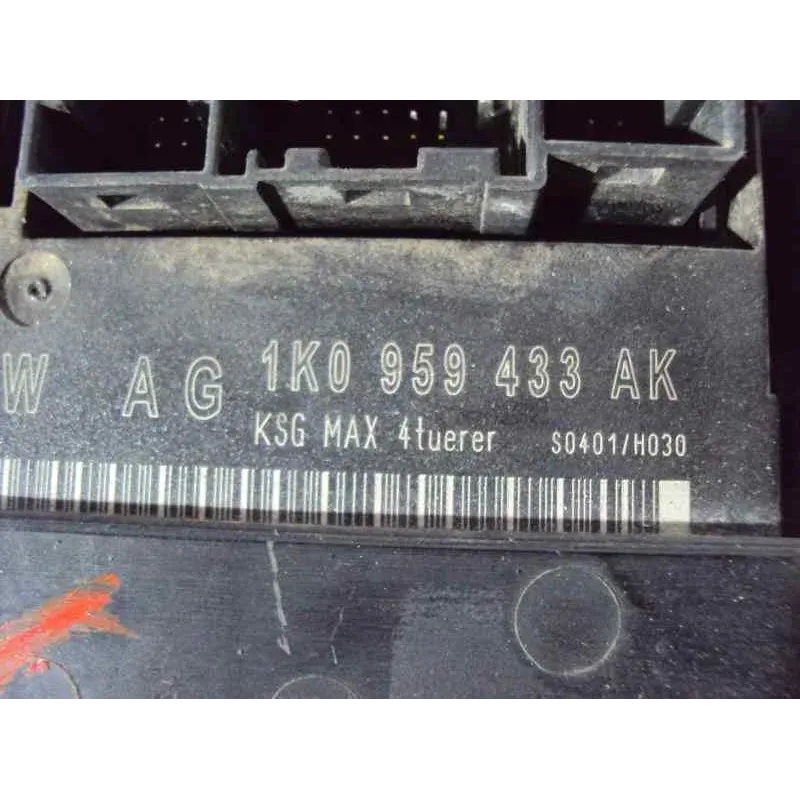 W AG 1K0 959 433 AK
KSG MAX 4tuerer S0401/H030